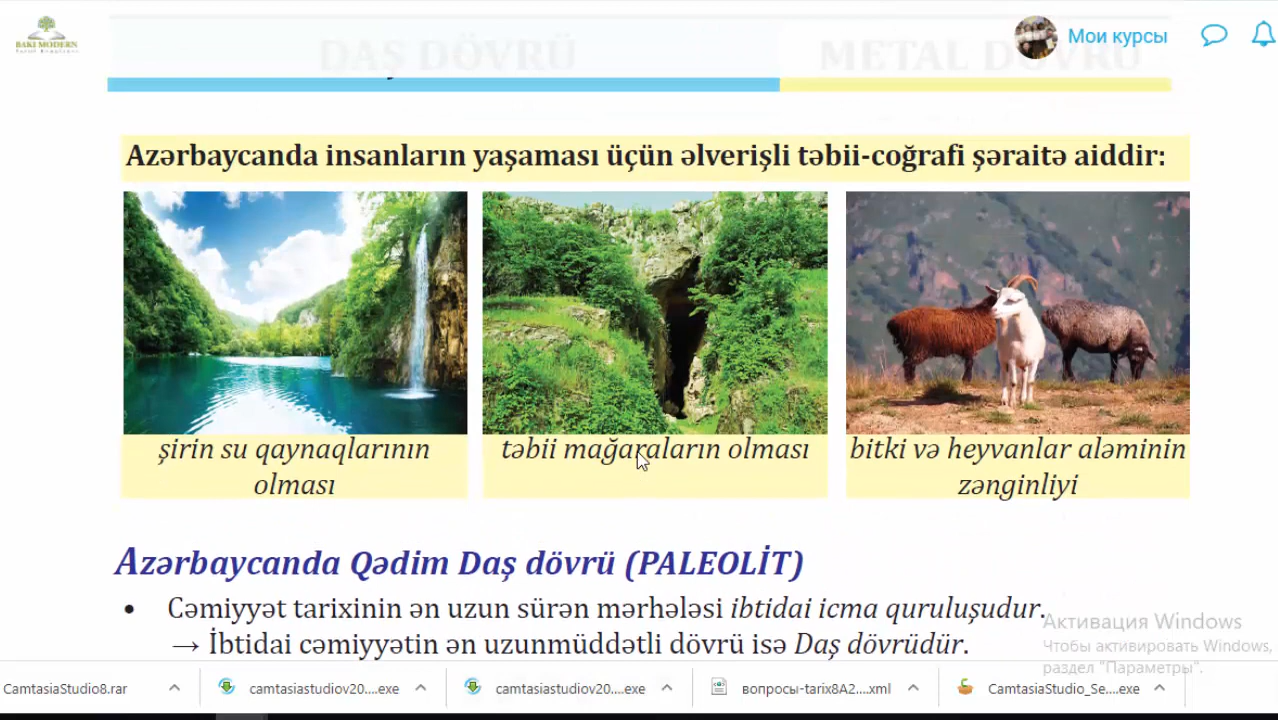 BAKI MODERN
DAŞ DÖVRÜ
METAL DÖVRÜ
Мои курсы
Azərbaycanda insanların yaşaması üçün əlverişli təbii-coğrafi şəraitə aiddir:
şirin su qaynaqlarının
olması
təbii mağaraların olması
bitki və heyvanlar aləminin
zənginliyi
Azərbaycanda Qədim Daş dövrü (PALEOLİT)
• Cəmiyyət tarixinin ən uzun sürən mərhələsi ibtidai icma quruluşudur.
→ İbtidai cəmiyyətin ən uzunmüddətli dövrü isə Daş dövrüdür.
Активация Windows
Чтобы активировать Windows,
раздел "Параметры".
CamtasiaStudio8.rar
camtasiastudiov20....exe
camtasiastudiov20....exe
вопросы-tarix8A2....xml
CamtasiaStudio_Se....exe